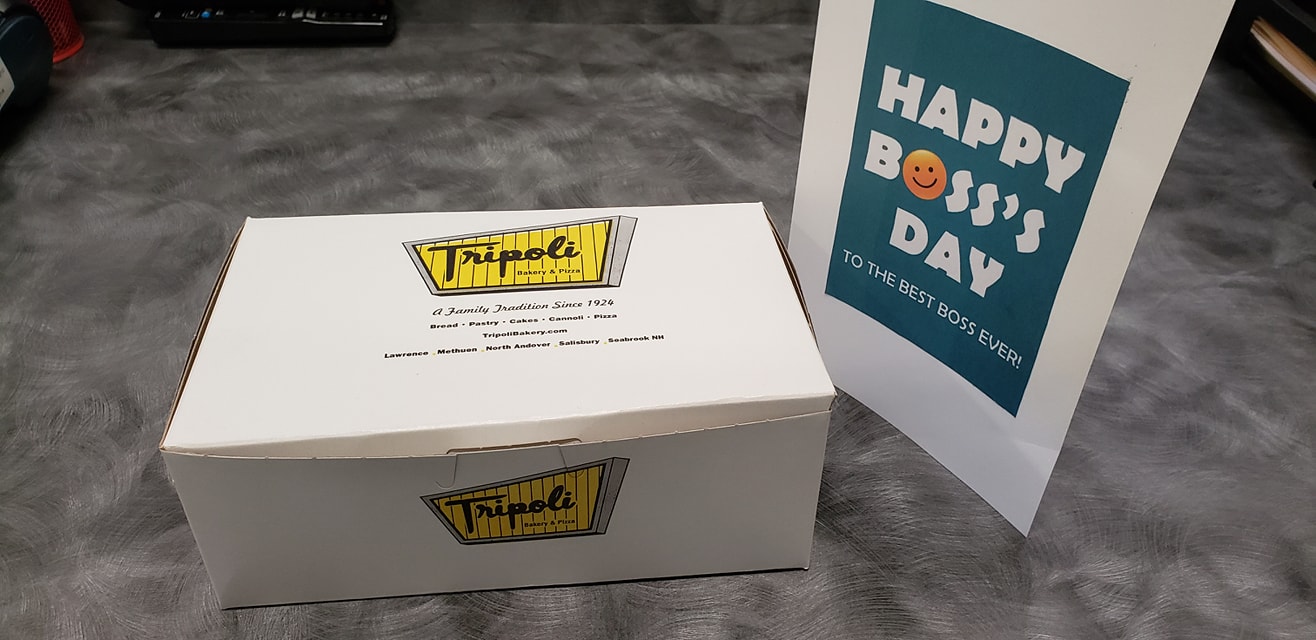 Tripoli
Bakery & Pizza
A Family Tradition Since 1924
Bread • Pastry • Cakes • Cannoli • Pizza
TripoliBakery.com
Lawrence . Methuen . North Andover . Salisbury . Seabrook NH
Tripoli
Bakery & Pizza
HAPPY
B😊SS'S
DAY
TO THE BEST BOSS EVER!